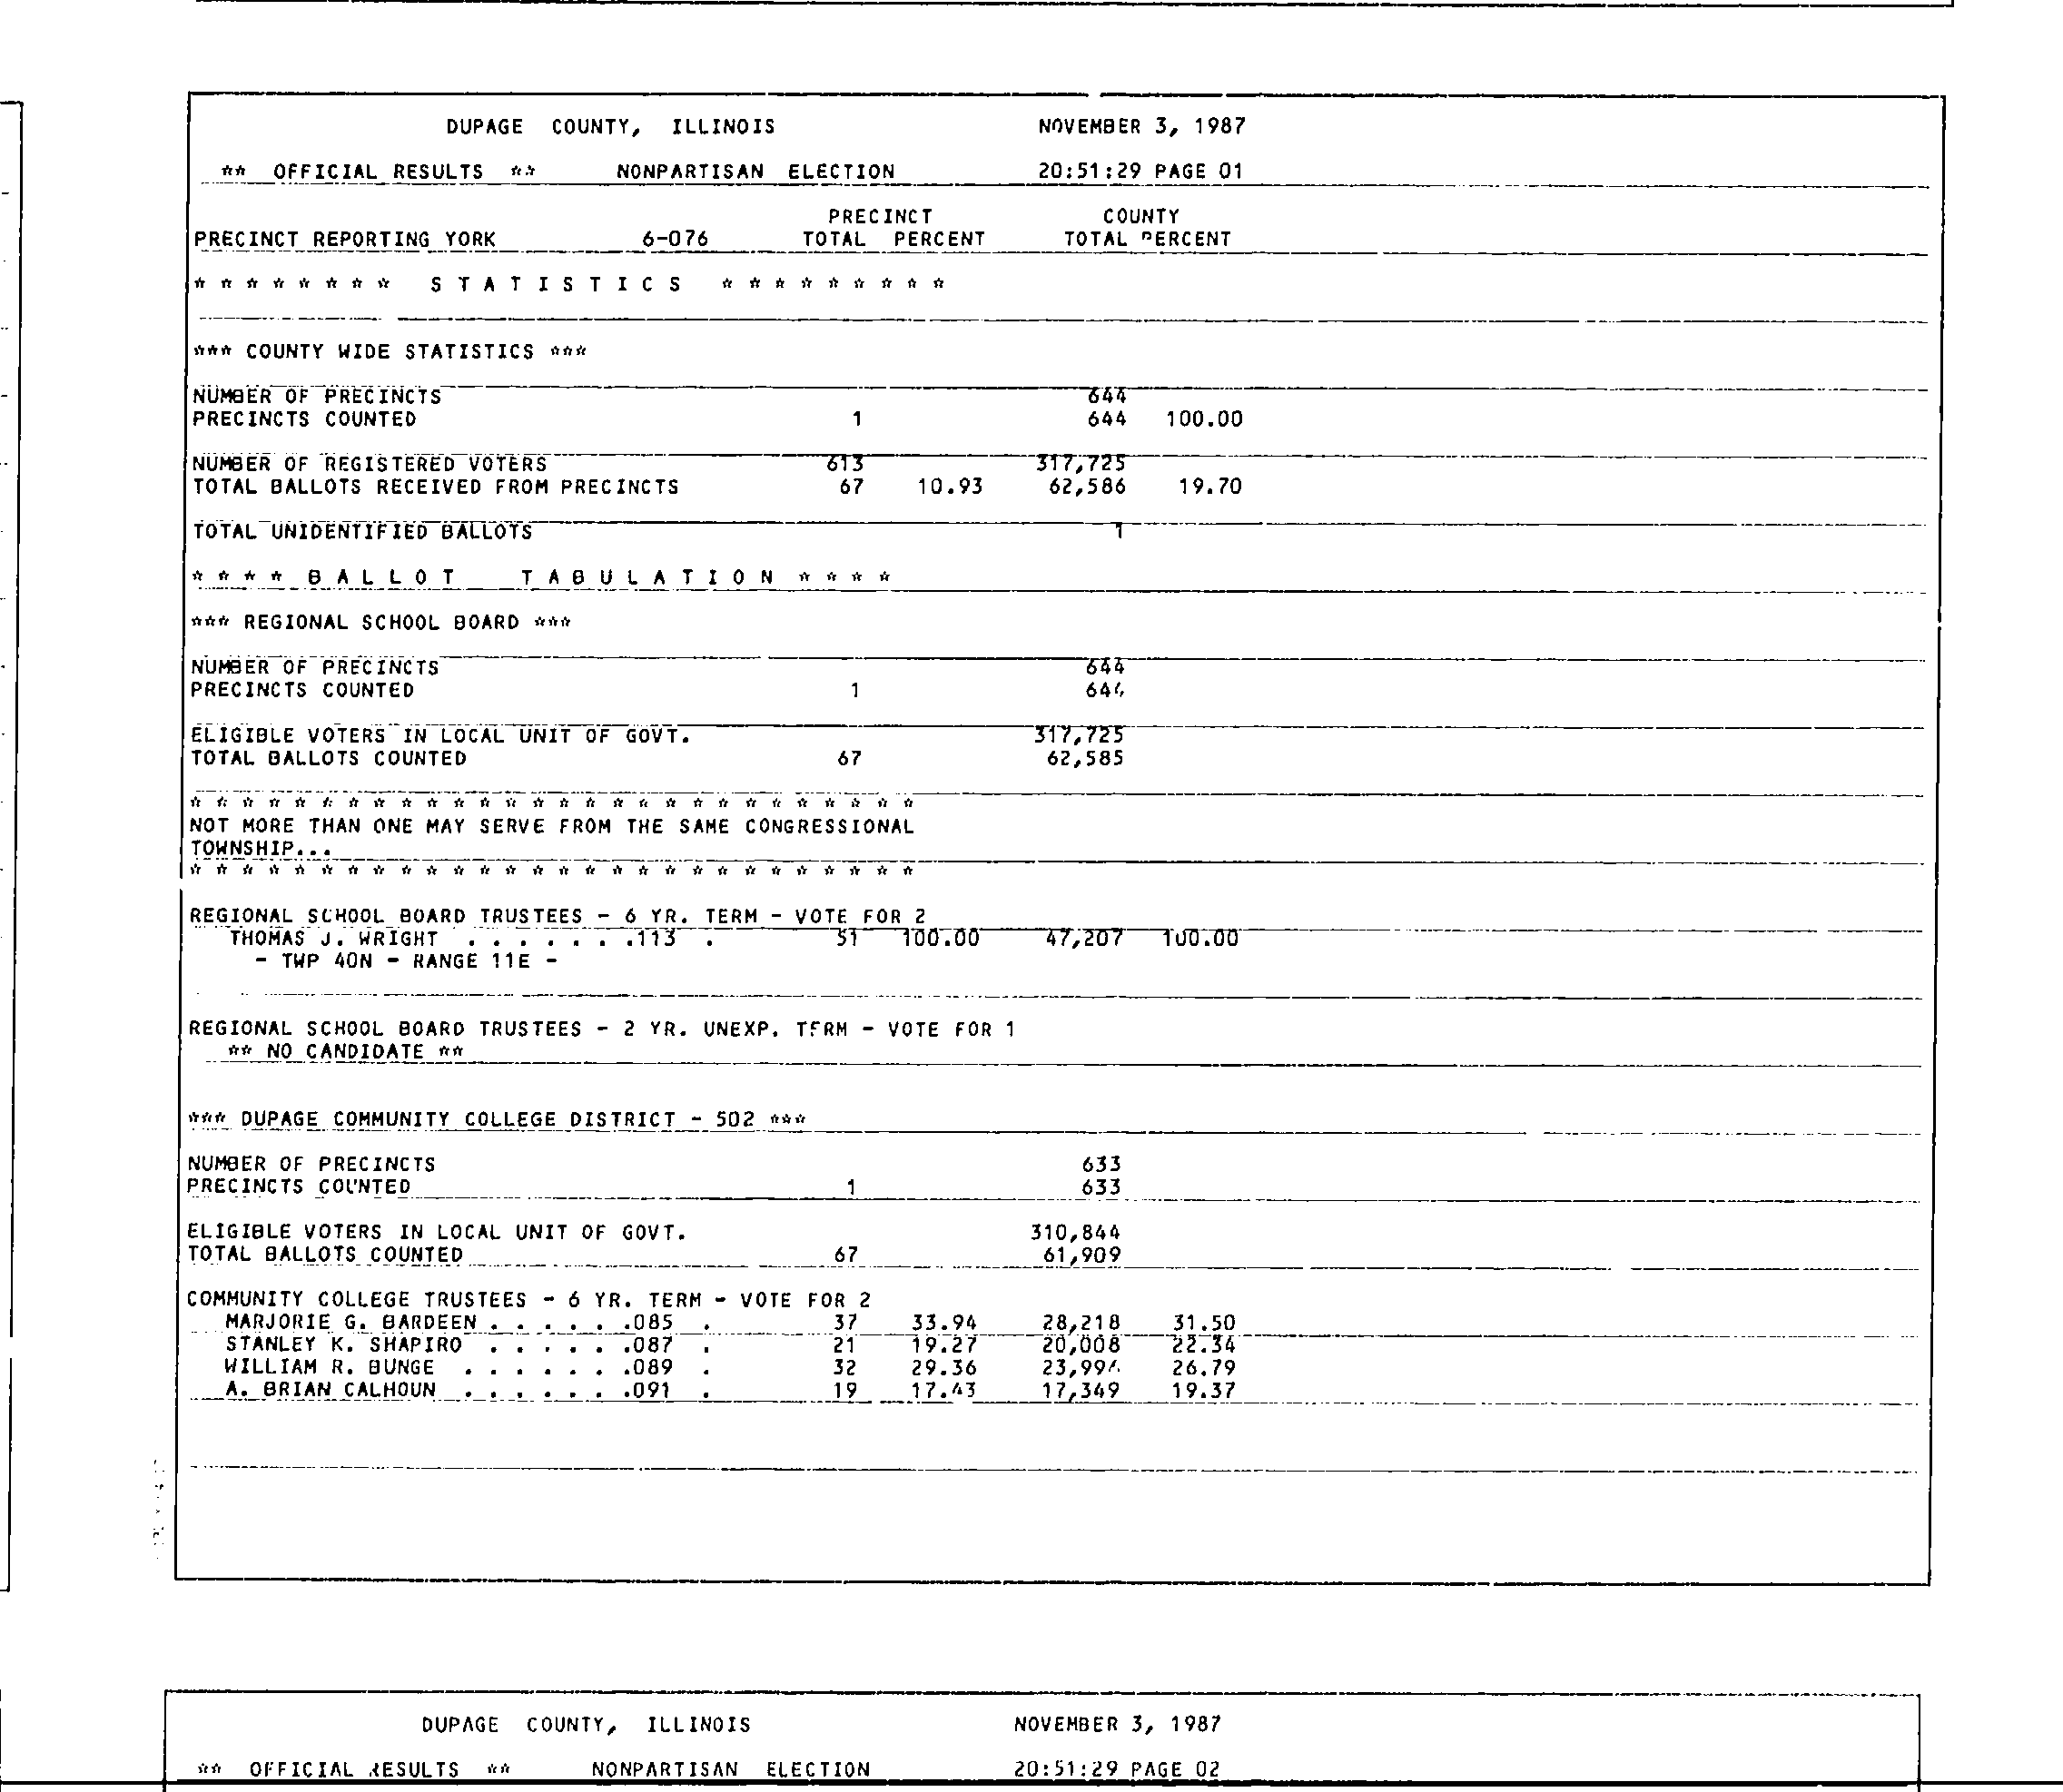 DUPAGE COUNTY, ILLINOIS NOVEMBER 3, 1987
** OFFICIAL RESULTS ** NONPARTISAN ELECTION 20:51:29 PAGE 01
PRECINCT COUNTY
PRECINCT REPORTING YORK 6-076 TOTAL PERCENT TOTAL PERCENT
* * * * * * * * S T A T I S T I C S * * * * * * * * *
*** COUNTY WIDE STATISTICS ***
NUMBER OF PRECINCTS 644
PRECINCTS COUNTED 1 644 100.00
NUMBER OF REGISTERED VOTERS 613 317,725
TOTAL BALLOTS RECEIVED FROM PRECINCTS 67 10.93 62,586 19.70
TOTAL UNIDENTIFIED BALLOTS 1
* * * * B A L L O T T A B U L A T I O N * * * *
*** REGIONAL SCHOOL BOARD ***
NUMBER OF PRECINCTS 644
PRECINCTS COUNTED 1 644
ELIGIBLE VOTERS IN LOCAL UNIT OF GOVT. 317,725
TOTAL BALLOTS COUNTED 67 62,585
* * * * * * * * * * * * * * * * * * * * * * * * * * * *
NOT MORE THAN ONE MAY SERVE FROM THE SAME CONGRESSIONAL
TOWNSHIP...
* * * * * * * * * * * * * * * * * * * * * * * * * * * *
REGIONAL SCHOOL BOARD TRUSTEES - 6 YR. TERM - VOTE FOR 2
THOMAS J. WRIGHT . . . . . . .113 . 51 100.00 47,207 100.00
- TWP 40N - RANGE 11E -
REGIONAL SCHOOL BOARD TRUSTEES - 2 YR. UNEXP. TERM - VOTE FOR 1
** NO CANDIDATE **
*** DUPAGE COMMUNITY COLLEGE DISTRICT - 502 ***
NUMBER OF PRECINCTS 633
PRECINCTS COUNTED 1 633
ELIGIBLE VOTERS IN LOCAL UNIT OF GOVT. 310,844
TOTAL BALLOTS COUNTED 67 61,909
COMMUNITY COLLEGE TRUSTEES - 6 YR. TERM - VOTE FOR 2
MARJORIE G. BARDEEN . . . . . .085 . 37 33.94 28,218 31.50
STANLEY K. SHAPIRO . . . . . .087 . 21 19.27 20,008 22.34
WILLIAM R. BUNGE . . . . . . .089 . 32 29.36 23,994 26.79
A. BRIAN CALHOUN . . . . . . .091 . 19 17.43 17,349 19.37
DUPAGE COUNTY, ILLINOIS NOVEMBER 3, 1987
** OFFICIAL RESULTS ** NONPARTISAN ELECTION 20:51:29 PAGE 02